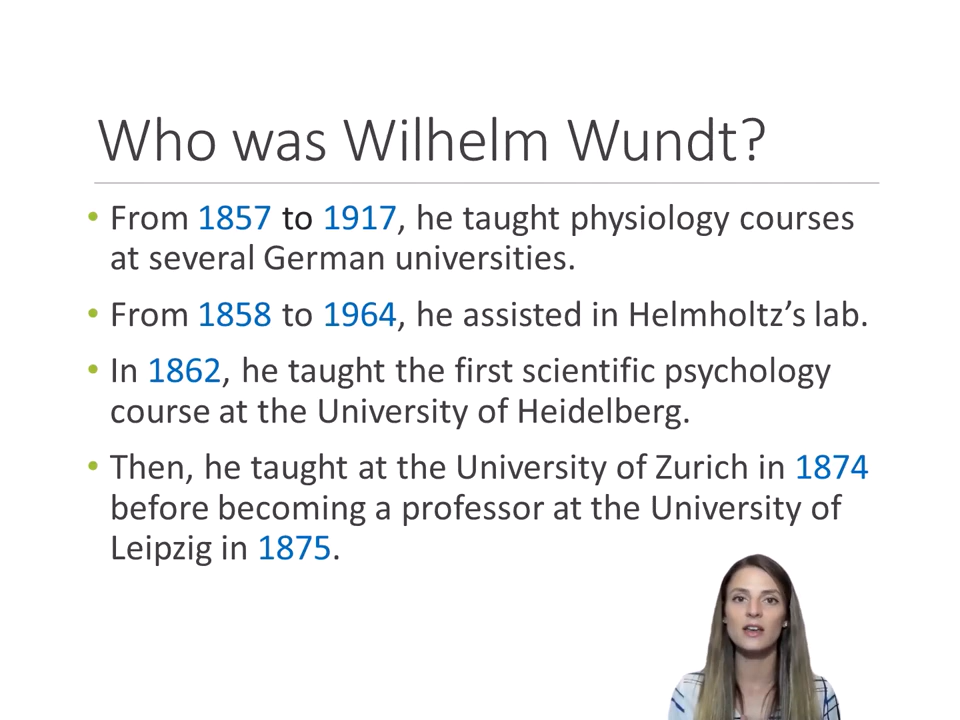 Who was Wilhelm Wundt?
• From 1857 to 1917, he taught physiology courses
at several German universities.
• From 1858 to 1964, he assisted in Helmholtz’s lab.
• In 1862, he taught the first scientific psychology
course at the University of Heidelberg.
• Then, he taught at the University of Zurich in 1874
before becoming a professor at the University of
Leipzig in 1875.